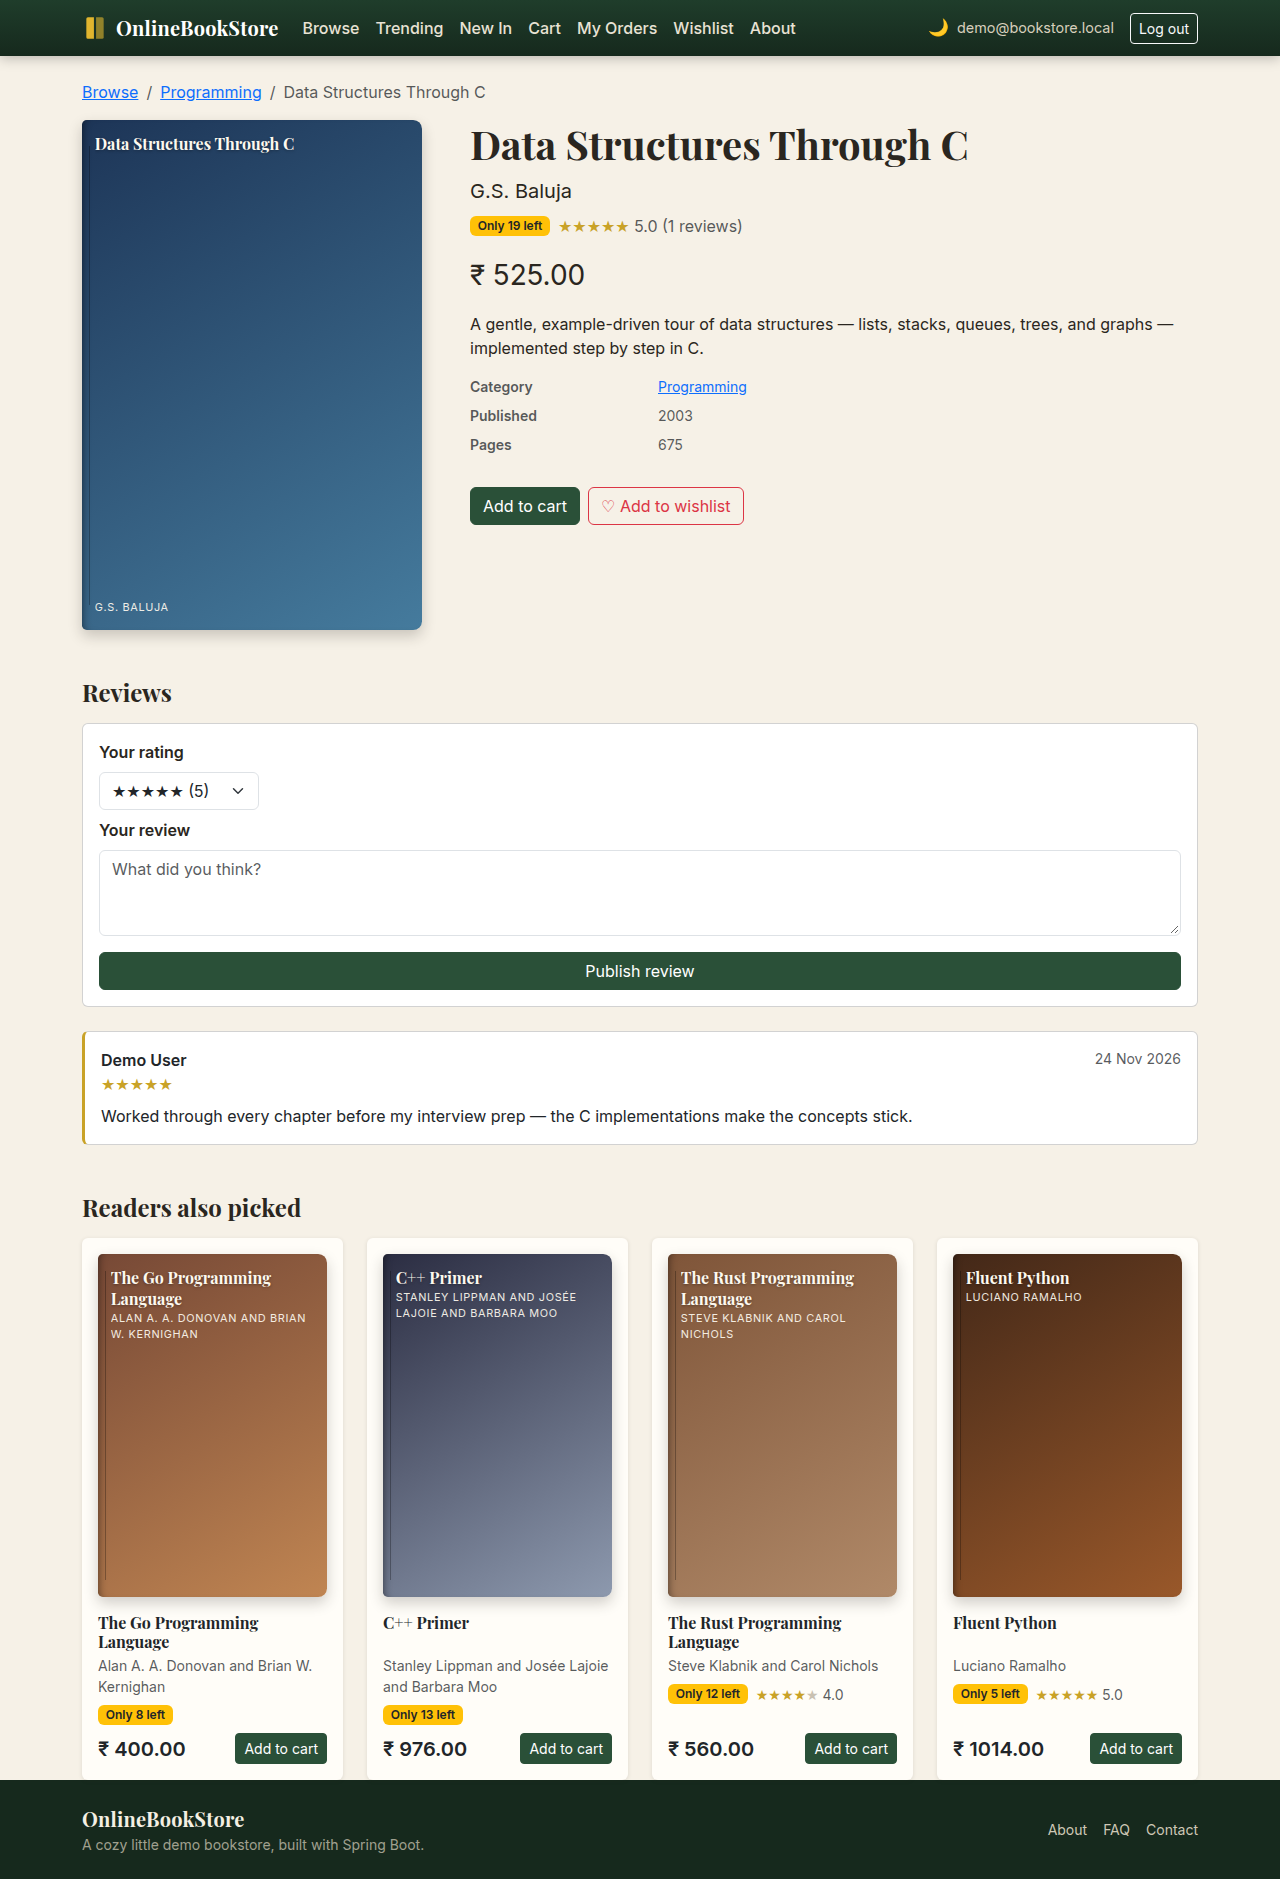 OnlineBookStore Browse Trending New In Cart My Orders Wishlist About demo@bookstore.local Log out
Browse / Programming / Data Structures Through C
Data Structures Through C
G.S. BALUJA
Data Structures Through C
G.S. Baluja
Only 19 left ★★★★★ 5.0 (1 reviews)
₹ 525.00
A gentle, example-driven tour of data structures — lists, stacks, queues, trees, and graphs —
implemented step by step in C.
Category Programming
Published 2003
Pages 675
Add to cart ♡ Add to wishlist
Reviews
Your rating
★★★★★ (5)
Your review
What did you think?
Publish review
Demo User 24 Nov 2026
★★★★★
Worked through every chapter before my interview prep — the C implementations make the concepts stick.
Readers also picked
The Go Programming
Language
ALAN A. A. DONOVAN AND BRIAN
W. KERNIGHAN
The Go Programming
Language
Alan A. A. Donovan and Brian W.
Kernighan
Only 8 left
₹ 400.00 Add to cart
C++ Primer
STANLEY LIPPMAN AND JOSÉE
LAJOIE AND BARBARA MOO
C++ Primer
Stanley Lippman and Josée Lajoie
and Barbara Moo
Only 13 left
₹ 976.00 Add to cart
The Rust Programming
Language
STEVE KLABNIK AND CAROL
NICHOLS
The Rust Programming
Language
Steve Klabnik and Carol Nichols
Only 12 left ★★★★★ 4.0
₹ 560.00 Add to cart
Fluent Python
LUCIANO RAMALHO
Fluent Python
Luciano Ramalho
Only 5 left ★★★★★ 5.0
₹ 1014.00 Add to cart
OnlineBookStore
A cozy little demo bookstore, built with Spring Boot.
About FAQ Contact